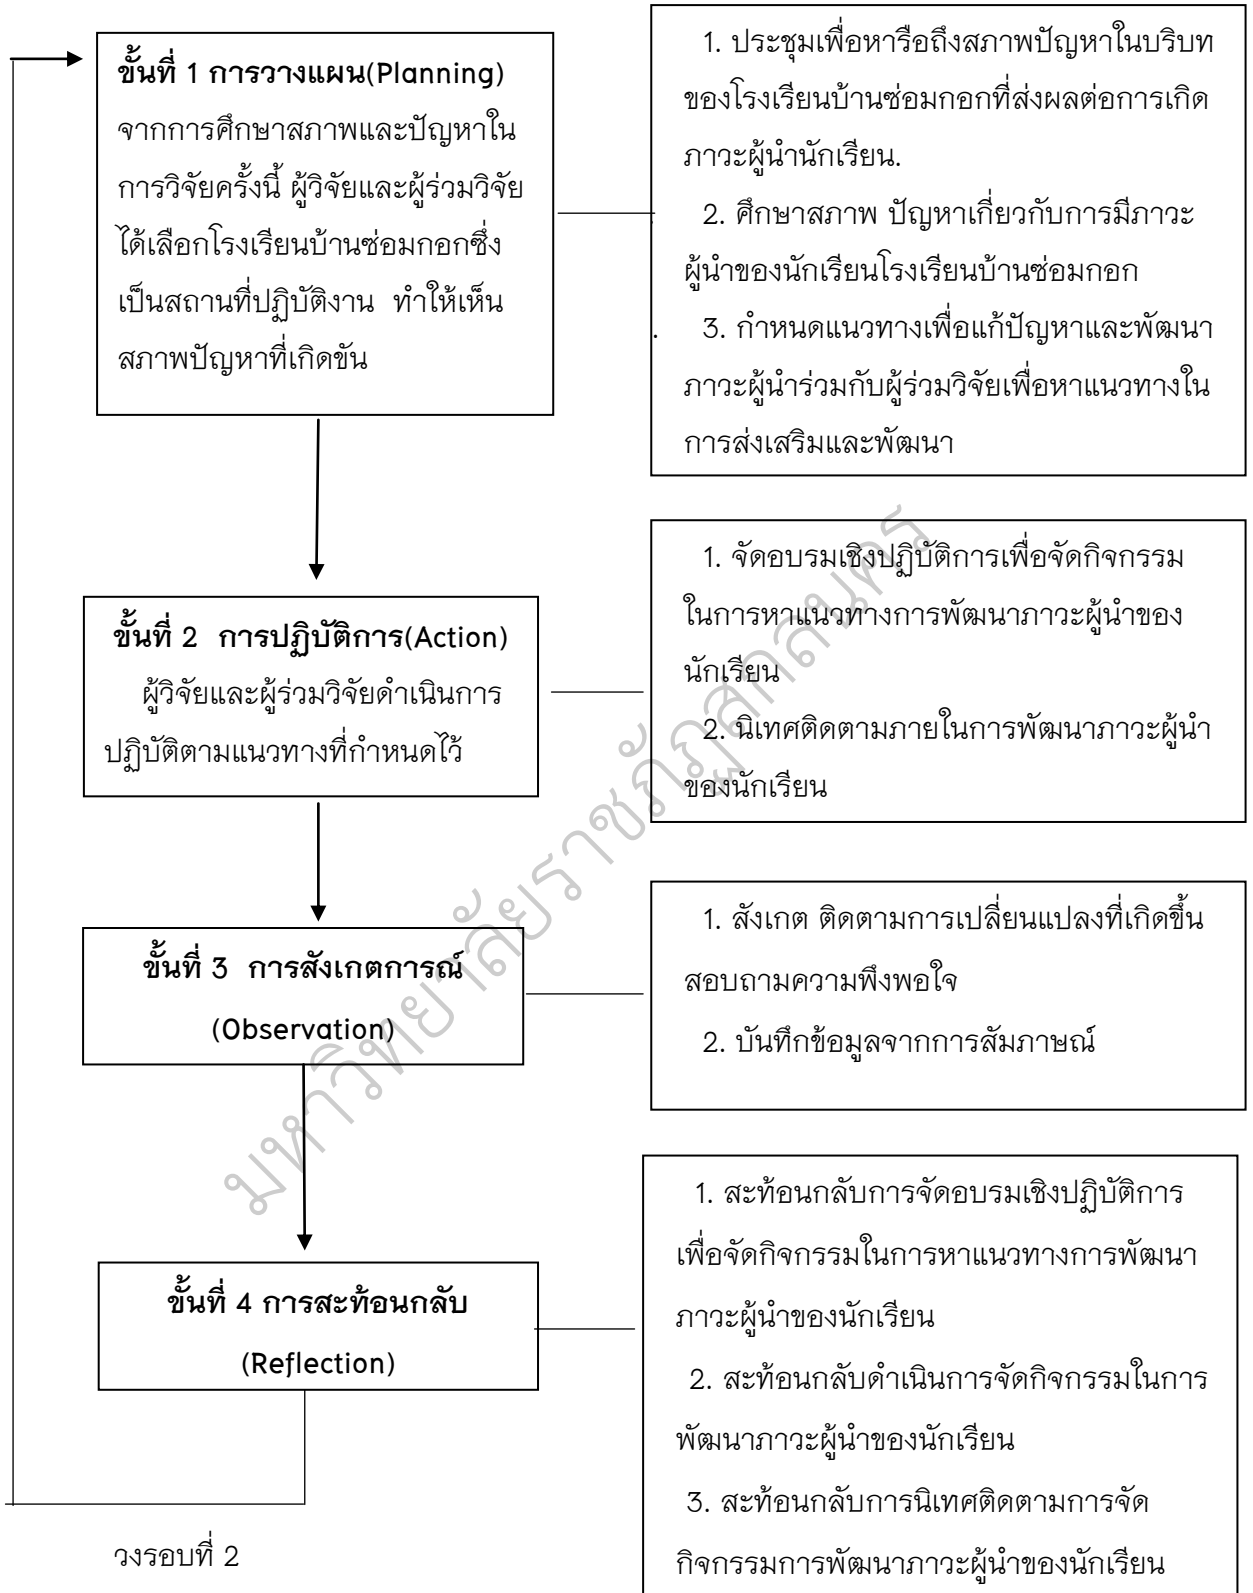 ขั้นที่ 1 การวางแผน(Planning)
จากการศึกษาสภาพและปัญหาใน
การวิจัยครั้งนี้ ผู้วิจัยและผู้ร่วมวิจัย
ได้เลือกโรงเรียนบ้านซ่อมกอกซึ่ง
เป็นสถานที่ปฏิบัติงาน ทำให้เห็น
สภาพปัญหาที่เกิดขัน
1. ประชุมเพื่อหารือถึงสภาพปัญหาในบริบท
ของโรงเรียนบ้านซ่อมกอกที่ส่งผลต่อการเกิด
ภาวะผู้นำนักเรียน.
2. ศึกษาสภาพ ปัญหาเกี่ยวกับการมีภาวะ
ผู้นำของนักเรียนโรงเรียนบ้านซ่อมกอก
3. กำหนดแนวทางเพื่อแก้ปัญหาและพัฒนา
ภาวะผู้นำร่วมกับผู้ร่วมวิจัยเพื่อหาแนวทางใน
การส่งเสริมและพัฒนา
ขั้นที่ 2 การปฏิบัติการ(Action)
ผู้วิจัยและผู้ร่วมวิจัยดำเนินการ
ปฏิบัติตามแนวทางที่กำหนดไว้
1. จัดอบรมเชิงปฏิบัติการเพื่อจัดกิจกรรม
ในการหาแนวทางการพัฒนาภาวะผู้นำของ
นักเรียน
2. นิเทศติดตามภายในการพัฒนาภาวะผู้นำ
ของนักเรียน
ขั้นที่ 3 การสังเกตการณ์
(Observation)
1. สังเกต ติดตามการเปลี่ยนแปลงที่เกิดขึ้น
สอบถามความพึงพอใจ
2. บันทึกข้อมูลจากการสัมภาษณ์
ขั้นที่ 4 การสะท้อนกลับ
(Reflection)
1. สะท้อนกลับการจัดอบรมเชิงปฏิบัติการ
เพื่อจัดกิจกรรมในการหาแนวทางการพัฒนา
ภาวะผู้นำของนักเรียน
2. สะท้อนกลับดำเนินการจัดกิจกรรมในการ
พัฒนาภาวะผู้นำของนักเรียน
3. สะท้อนกลับการนิเทศติดตามการจัด
กิจกรรมการพัฒนาภาวะผู้นำของนักเรียน
วงรอบที่ 2
มหาวิทยาลัยราชภัฏสกลนคร